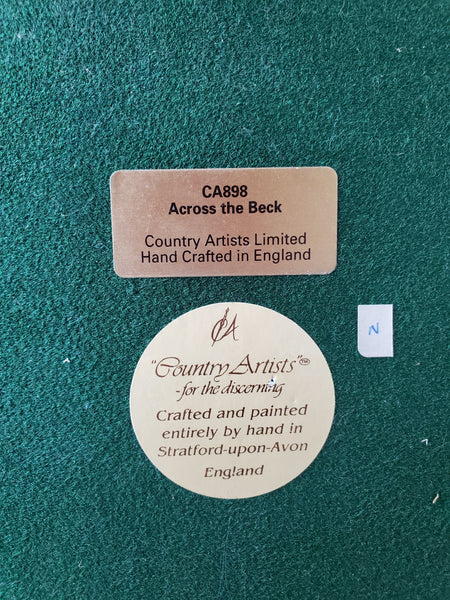 CA898
Across the Beck
Country Artists Limited
Hand Crafted in England
CA
"Country Artists"™
-for the discerning
Crafted and painted
entirely by hand in
Stratford-upon-Avon
England
N